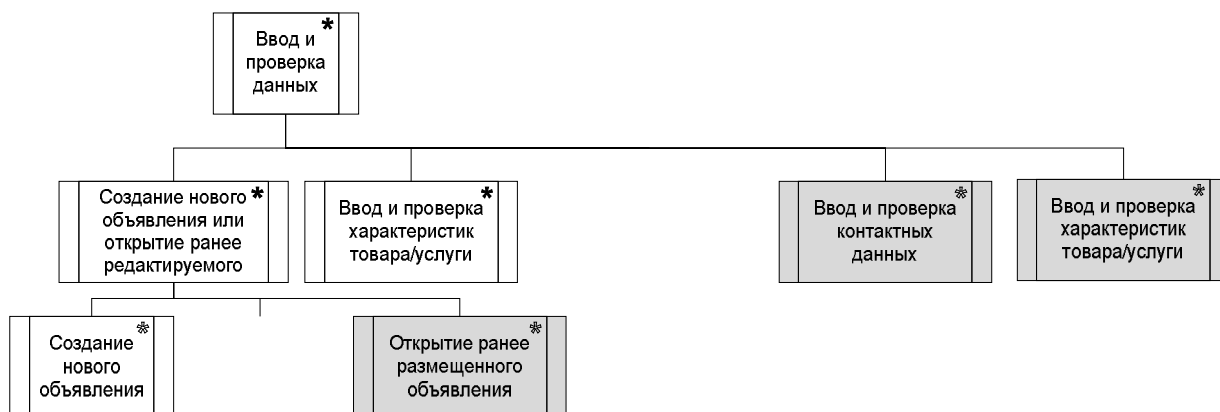 Ввод и *
проверка
данных
Создание нового *
объявления или
открытие ранее
редактируемого
Ввод и проверка *
характеристик
товара/услуги
Ввод и проверка *
контактных
данных
Ввод и проверка *
характеристик
товара/услуги
Создание *
нового
объявления
Открытие ранее *
размещенного
объявления